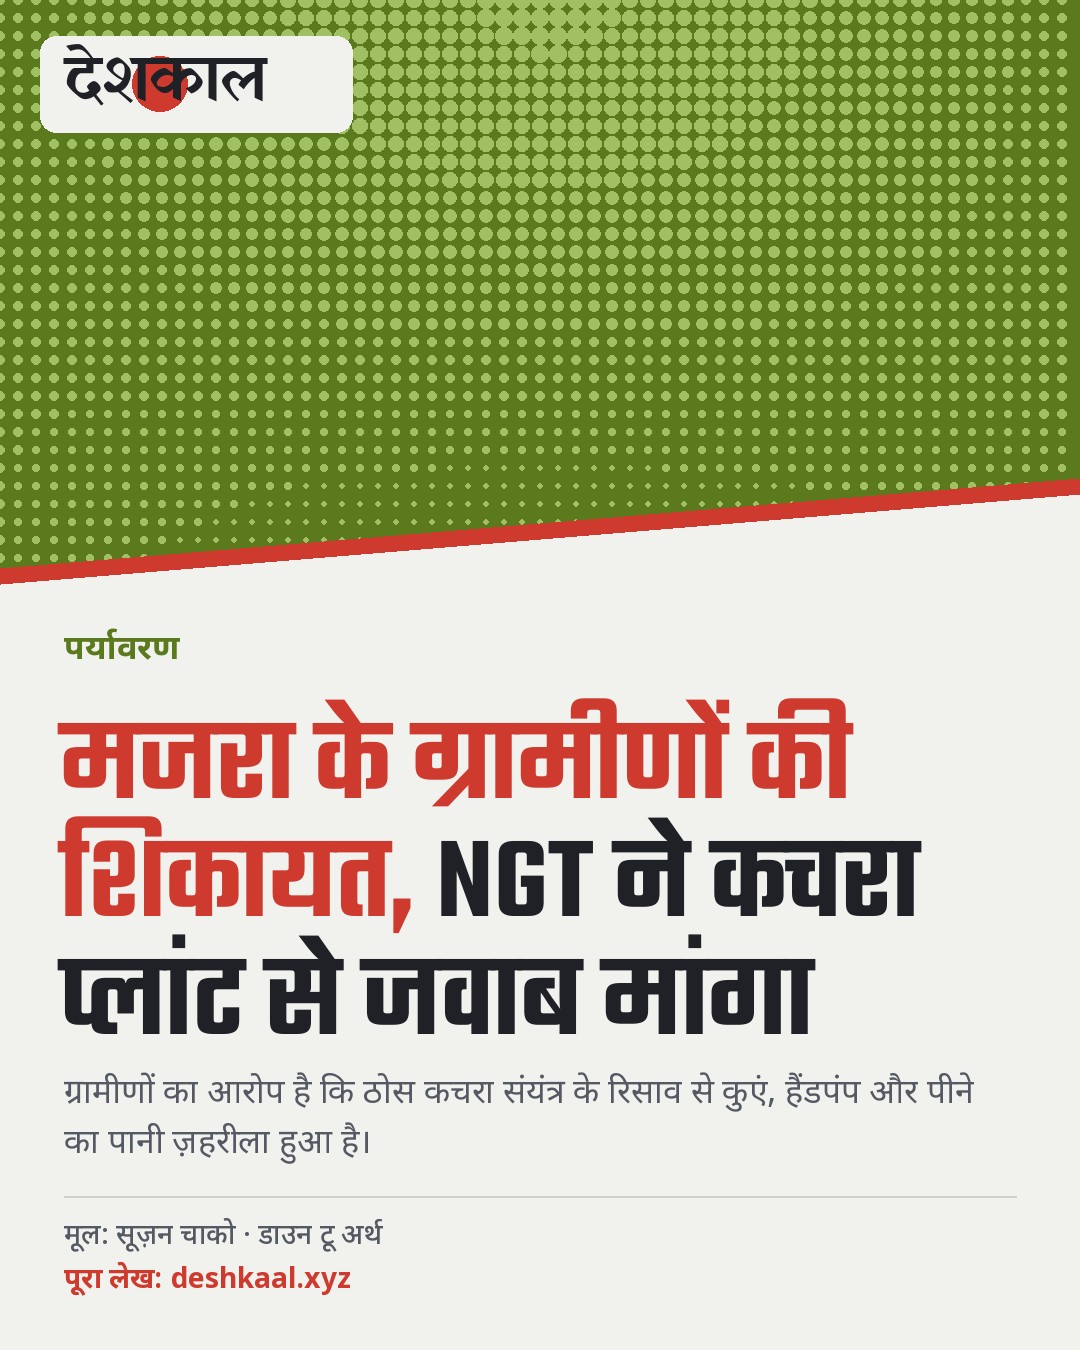 देशकाल
पर्यावरण
मजरा के ग्रामीणों की
शिकायत, NGT ने कचरा
प्लांट से जवाब मांगा
ग्रामीणों का आरोप है कि ठोस कचरा संयंत्र के रिसाव से कुएं, हैंडपंप और पीने
का पानी ज़हरीला हुआ है।
मूल: सूज़न चाको · डाउन टू अर्थ
पूरा लेख: deshkaal.xyz